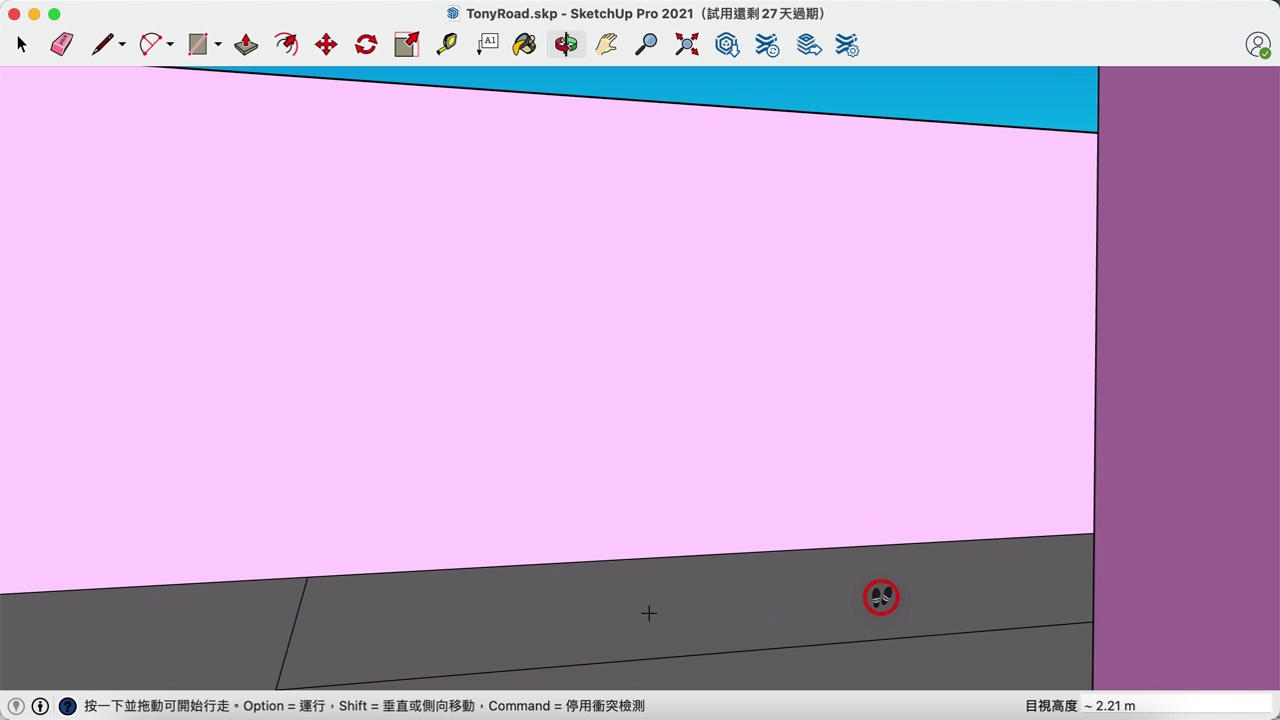 TonyRoad.skp - SketchUp Pro 2021（試用還剩 27 天過期）
A1
按一下並拖動可開始行走。Option = 運行，Shift = 垂直或側向移動，Command = 停用衝突檢測
目視高度 ~ 2.21 m